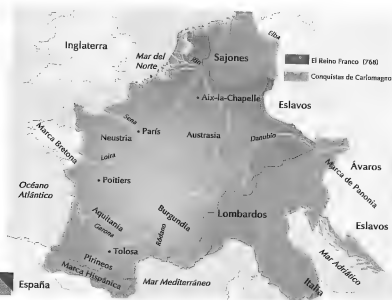 Inglaterra
Mar del
Norte
Rin
Elba
Sajones
El Reino Franco (768)
Conquistas de Carlomagno
Aix-la-Chapelle
Eslavos
Marca Bretona
Sena
París
Neustria
Austrasia
Danubio
Loira
Ávaros
Marca de Panonia
Poitiers
Océano
Atlántico
Aquitania
Garona
Burgundia
Ródano
Lombardos
Eslavos
Tolosa
Pirineos
Marca Hispánica
Mar Mediterráneo
Mar Adriático
Italia
España